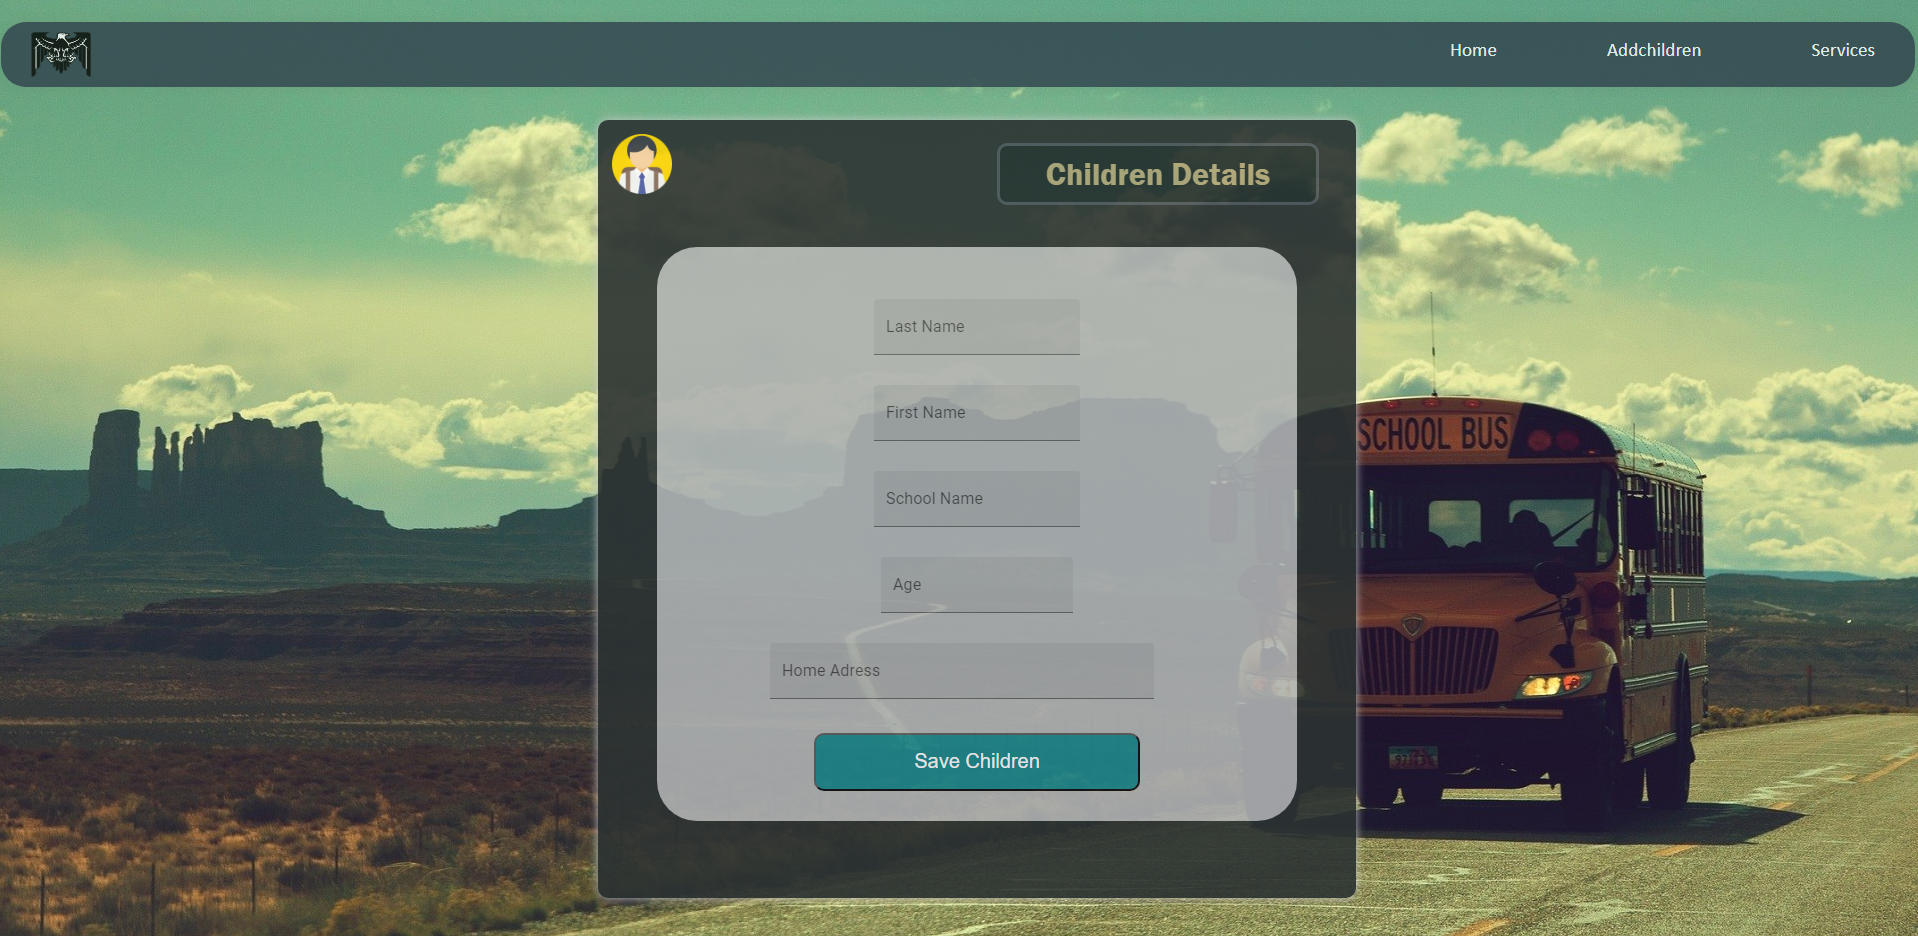 Home
Addchildren
Services
Children Details
Last Name
First Name
School Name
Age
Home Adress
Save Children
SCHOOL BUS